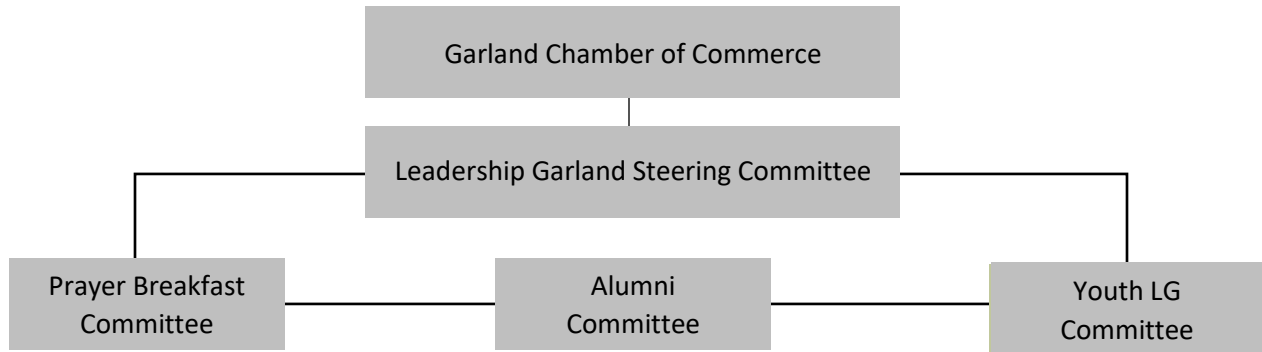 Garland Chamber of Commerce
Leadership Garland Steering Committee
Prayer Breakfast
Committee
Alumni
Committee
Youth LG
Committee